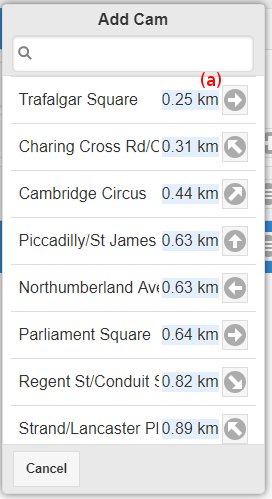 Add Cam
(a)
Trafalgar Square 0.25 km
Charing Cross Rd/C 0.31 km
Cambridge Circus 0.44 km
Piccadilly/St James 0.63 km
Northumberland Ave 0.63 km
Parliament Square 0.64 km
Regent St/Conduit S 0.82 km
Strand/Lancaster Pl 0.89 km
Cancel